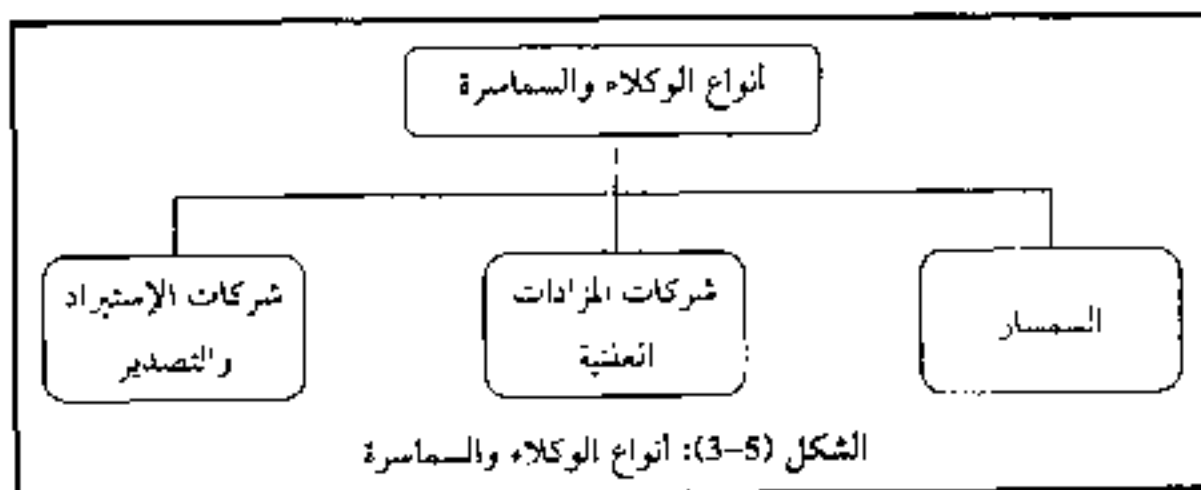 أنواع الوكلاء والسماسرة
السمسار
شركات المزادات
العلنية
شركات الإستيراد
والتصدير
الشكل (5-3): أنواع الوكلاء والسماسرة